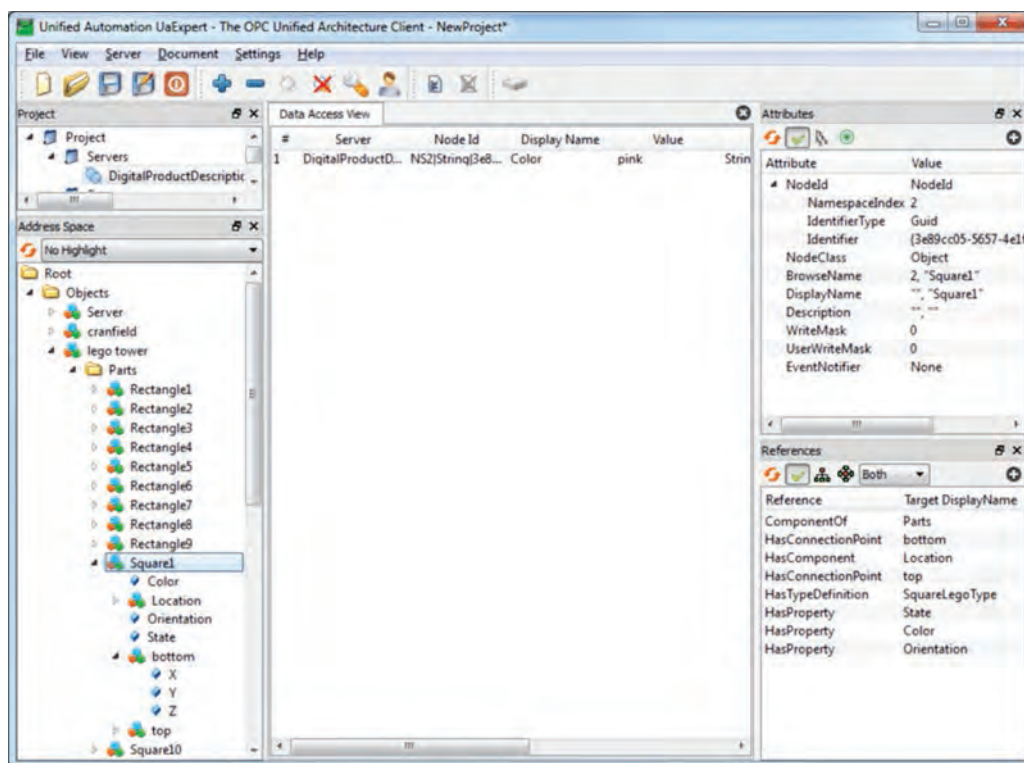 Unified Automation UaExpert - The OPC Unified Architecture Client - NewProject*
File View Server Document Settings Help
Project
Project
Servers
DigitalProductDescriptic
Address Space
No Highlight
Root
Objects
Server
cranfield
lego tower
Parts
Rectangle1
Rectangle2
Rectangle3
Rectangle4
Rectangle5
Rectangle6
Rectangle7
Rectangle8
Rectangle9
Square1
Color
Location
Orientation
State
bottom
X
Y
Z
top
Square10
Data Access View
# Server Node Id Display Name Value
1 DigitalProductD... NS2|String|3e8... Color pink Strin
Attributes
Attribute Value
NodeId NodeId
NamespaceIndex 2
IdentifierType Guid
Identifier {3e89cc05-5657-4e1f
NodeClass Object
BrowseName 2, "Square1"
DisplayName "", "Square1"
Description "", ""
WriteMask 0
UserWriteMask 0
EventNotifier None
References
Both
Reference Target DisplayName
ComponentOf Parts
HasConnectionPoint bottom
HasComponent Location
HasConnectionPoint top
HasTypeDefinition SquareLegoType
HasProperty State
HasProperty Color
HasProperty Orientation